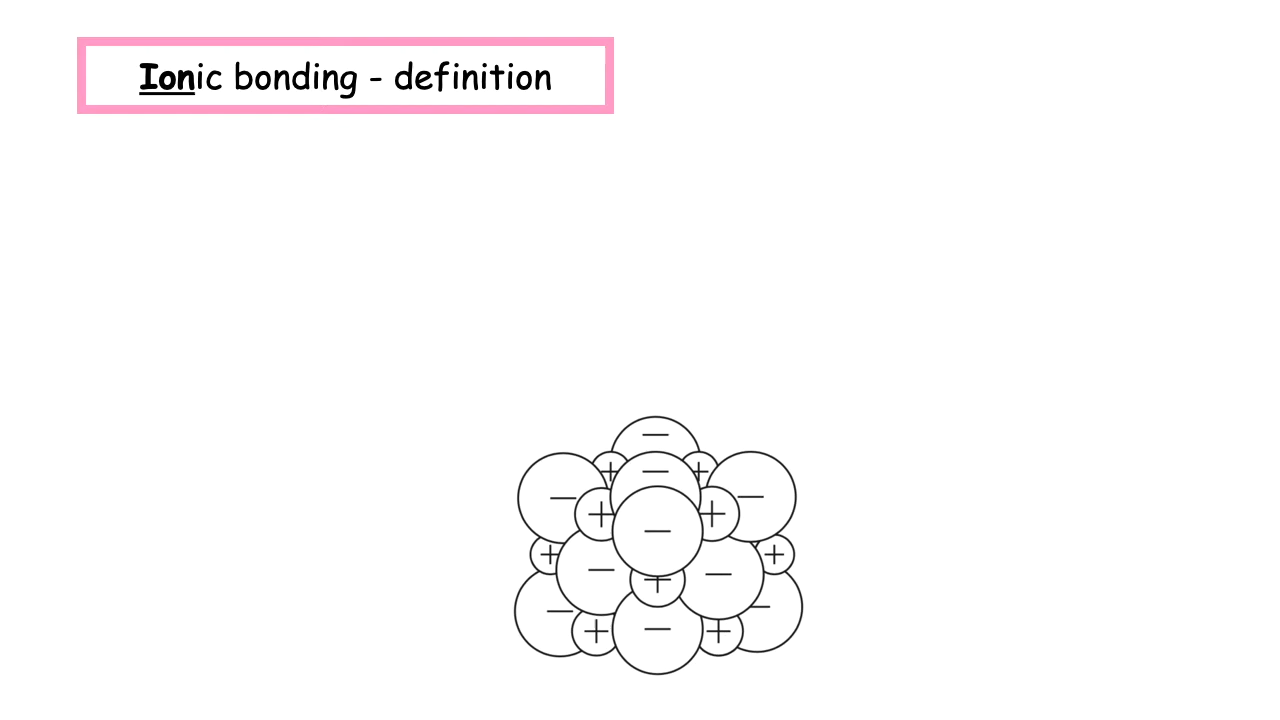 Ionic bonding - definition
−
+ − +
− −
+ − +
+ − − +
+
− −
+ − +